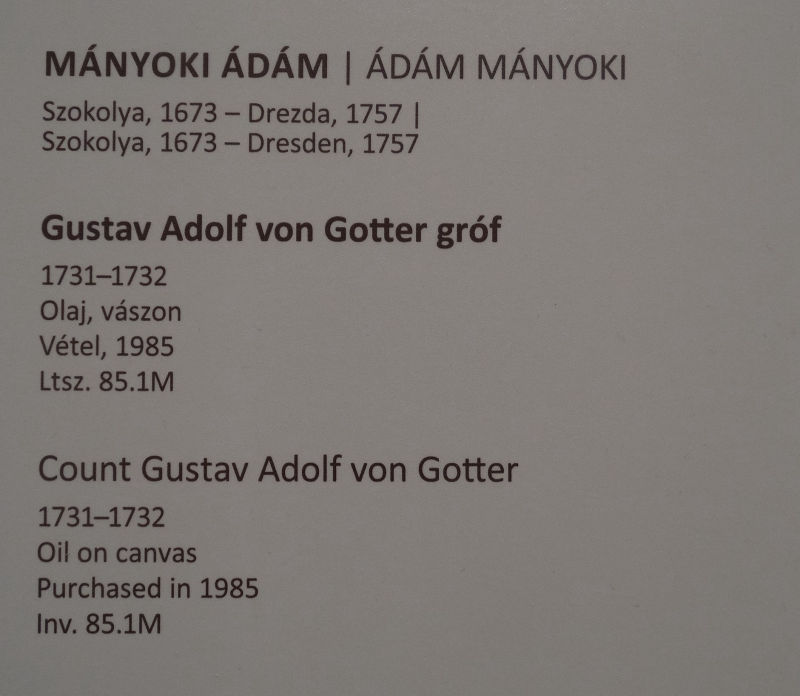 MÁNYOKI ÁDÁM | ÁDÁM MÁNYOKI
Szokolya, 1673 – Drezda, 1757 |
Szokolya, 1673 – Dresden, 1757
Gustav Adolf von Gotter gróf
1731–1732
Olaj, vászon
Vétel, 1985
Ltsz. 85.1M
Count Gustav Adolf von Gotter
1731–1732
Oil on canvas
Purchased in 1985
Inv. 85.1M